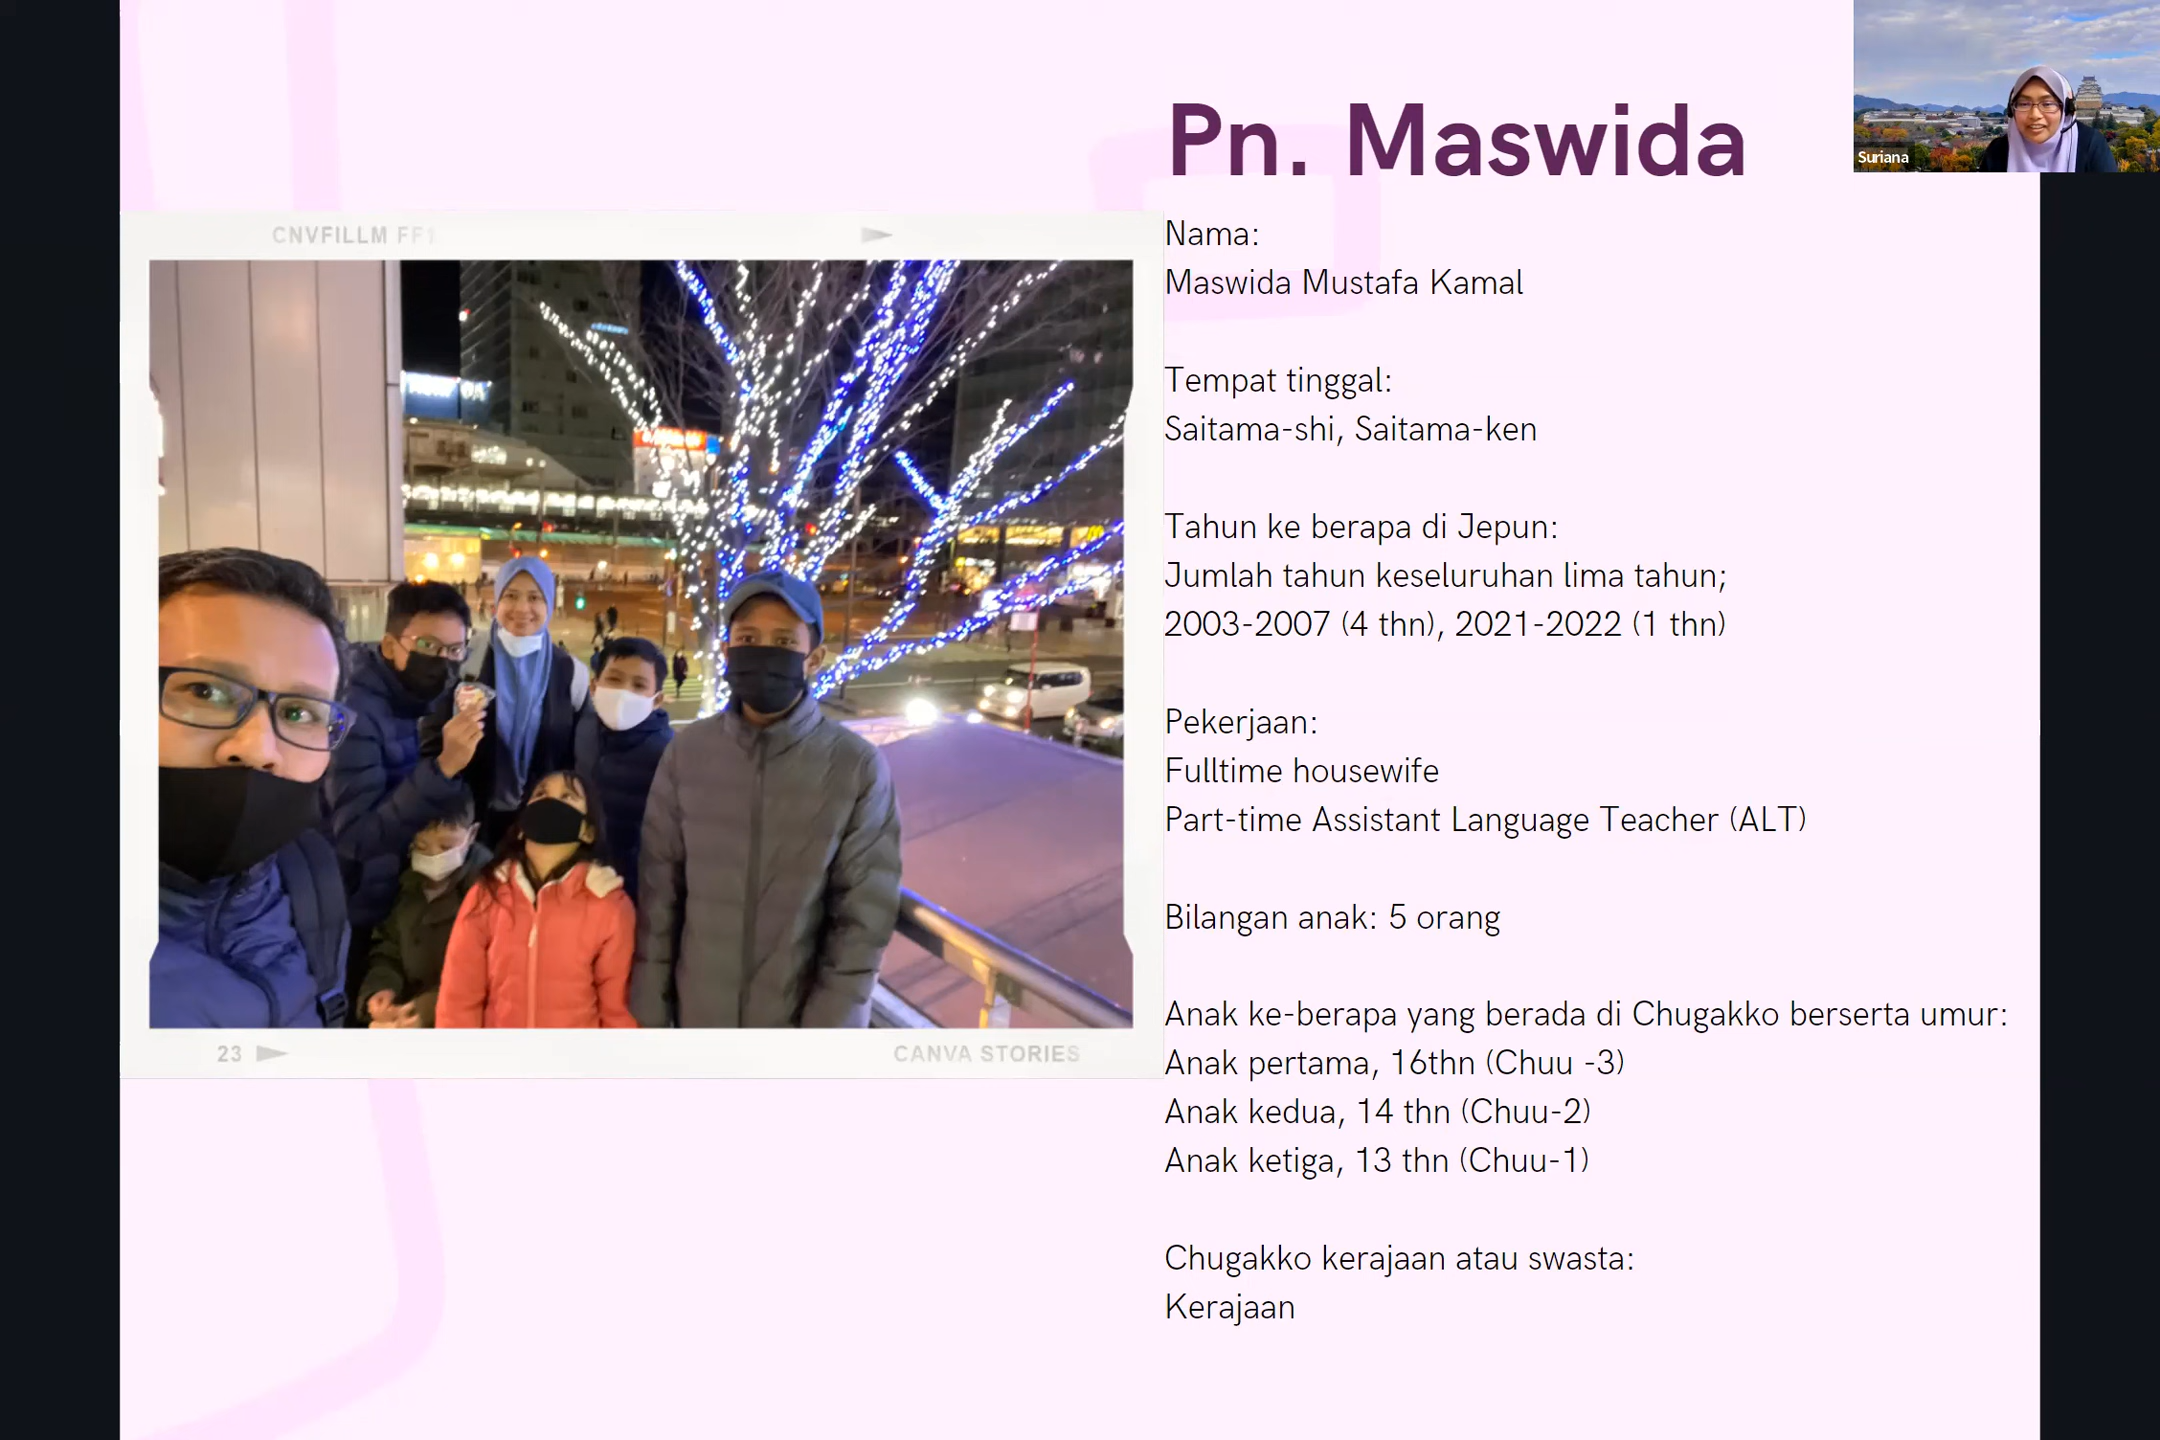 Pn. Maswida
Suriana
CNVFILLM FF
Nama:
Maswida Mustafa Kamal
Tempat tinggal:
Saitama-shi, Saitama-ken
Tahun ke berapa di Jepun:
Jumlah tahun keseluruhan lima tahun;
2003-2007 (4 thn), 2021-2022 (1 thn)
Pekerjaan:
Fulltime housewife
Part-time Assistant Language Teacher (ALT)
Bilangan anak: 5 orang
Anak ke-berapa yang berada di Chugakko berserta umur:
Anak pertama, 16thn (Chuu -3)
Anak kedua, 14 thn (Chuu-2)
Anak ketiga, 13 thn (Chuu-1)
Chugakko kerajaan atau swasta:
Kerajaan
23
CANVA STORIES